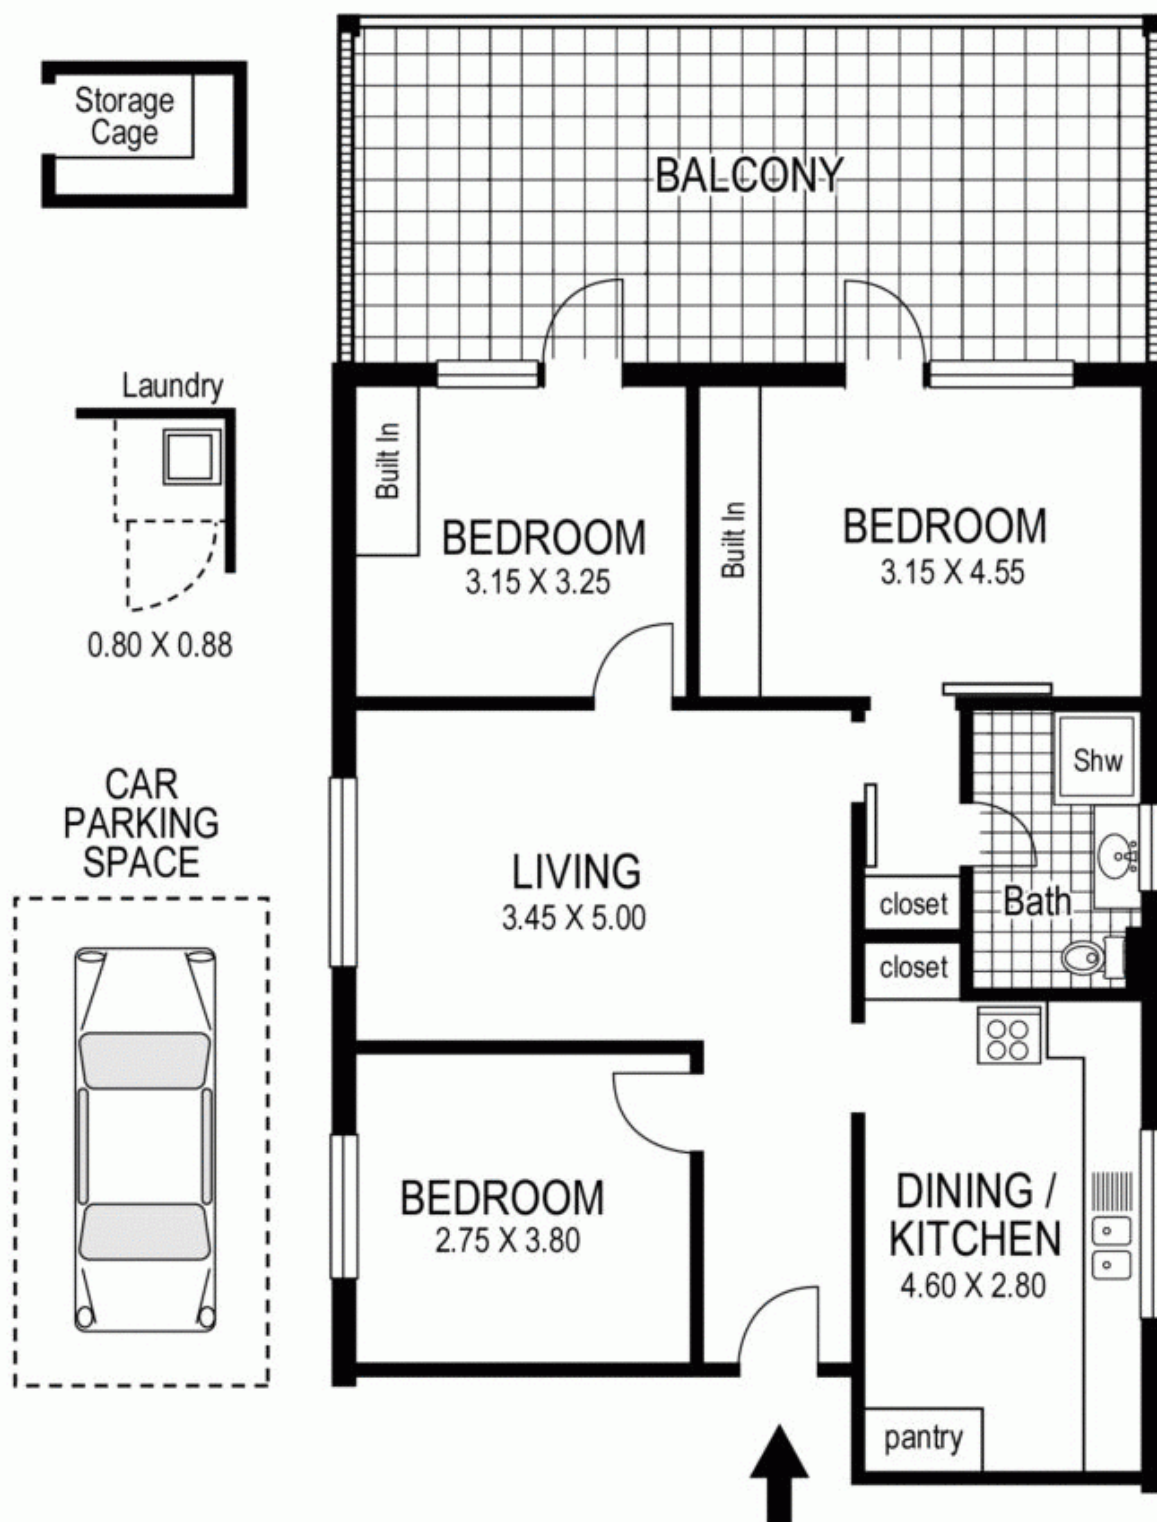 Storage
Cage
BALCONY
Laundry
0.80 X 0.88
Built In
BEDROOM
3.15 X 3.25
Built In
BEDROOM
3.15 X 4.55
CAR
PARKING
SPACE
LIVING
3.45 X 5.00
Shw
closet
Bath
closet
BEDROOM
2.75 X 3.80
DINING /
KITCHEN
4.60 X 2.80
pantry